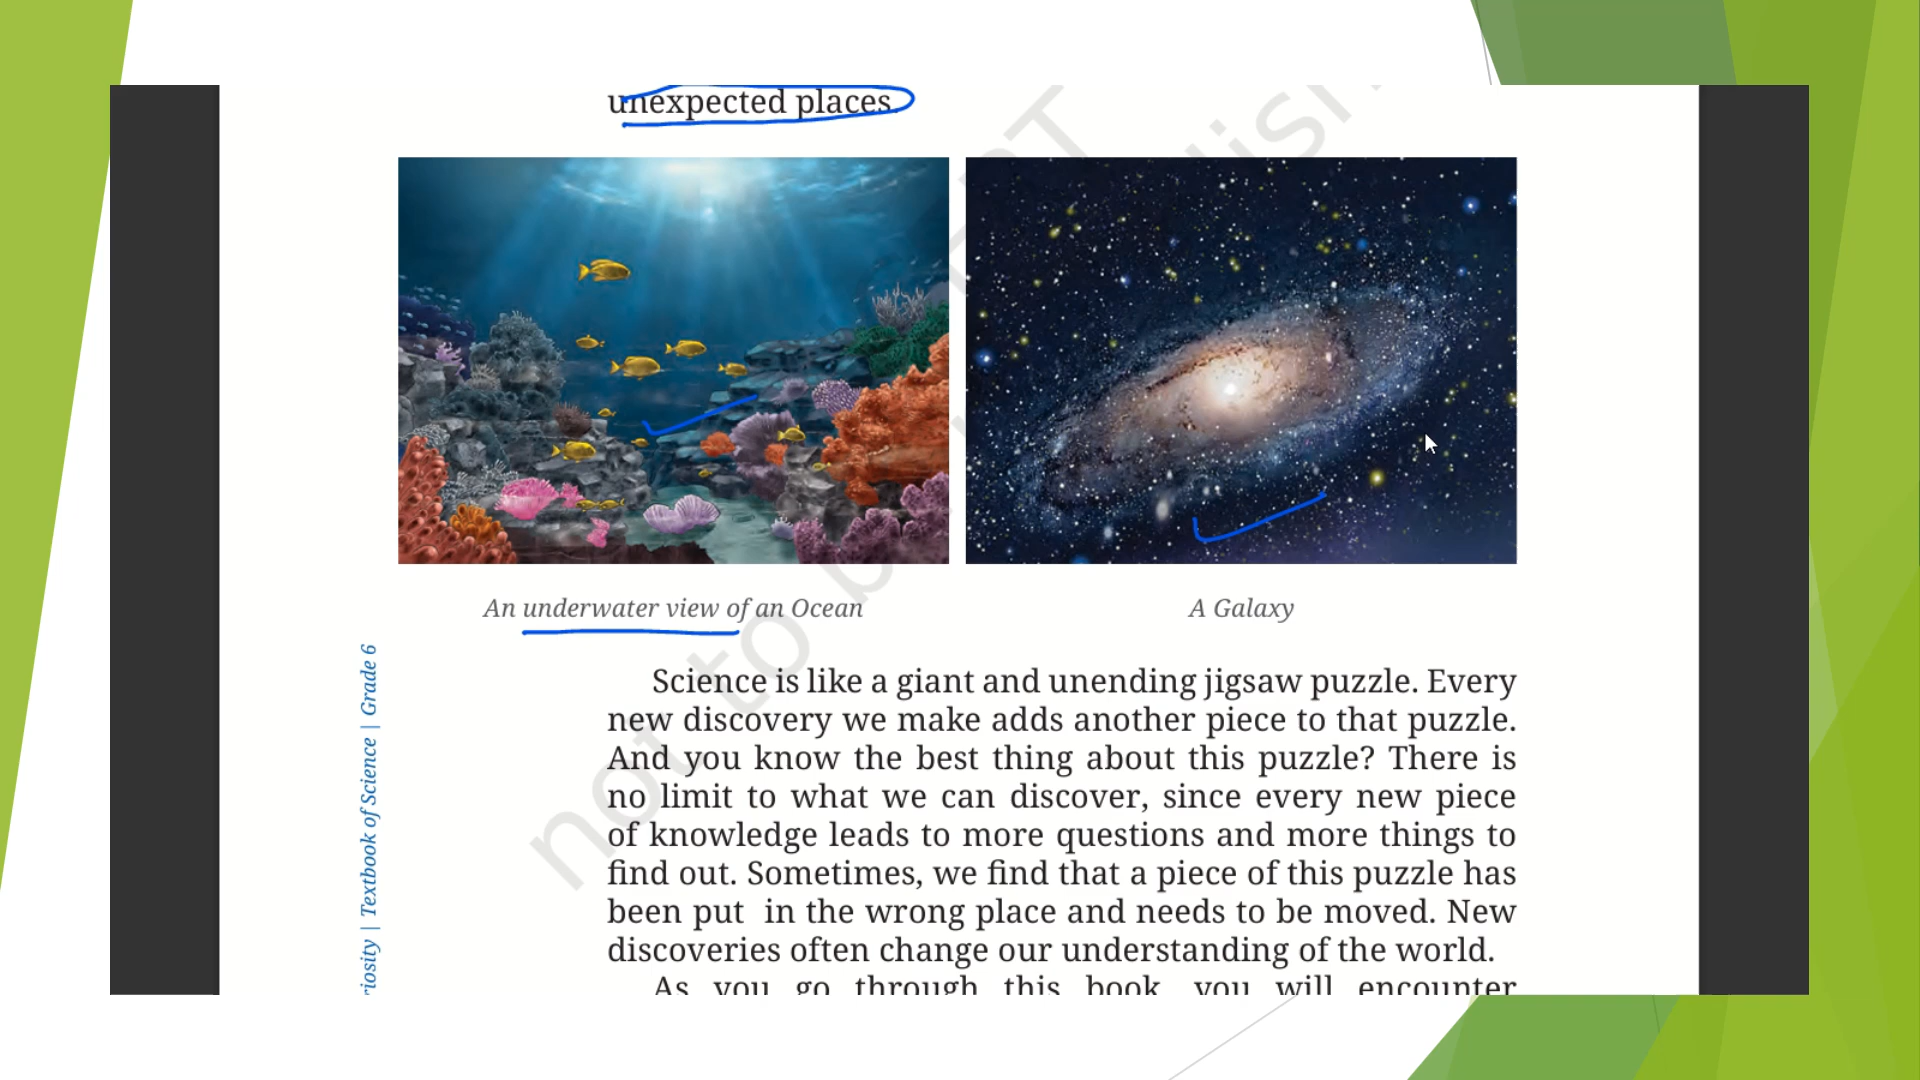 unexpected places.
An underwater view of an Ocean
A Galaxy
Science is like a giant and unending jigsaw puzzle. Every
new discovery we make adds another piece to that puzzle.
And you know the best thing about this puzzle? There is
no limit to what we can discover, since every new piece
of knowledge leads to more questions and more things to
find out. Sometimes, we find that a piece of this puzzle has
been put in the wrong place and needs to be moved. New
discoveries often change our understanding of the world.
As you go through this book, you will encounter
riosity | Textbook of Science | Grade 6
not to b